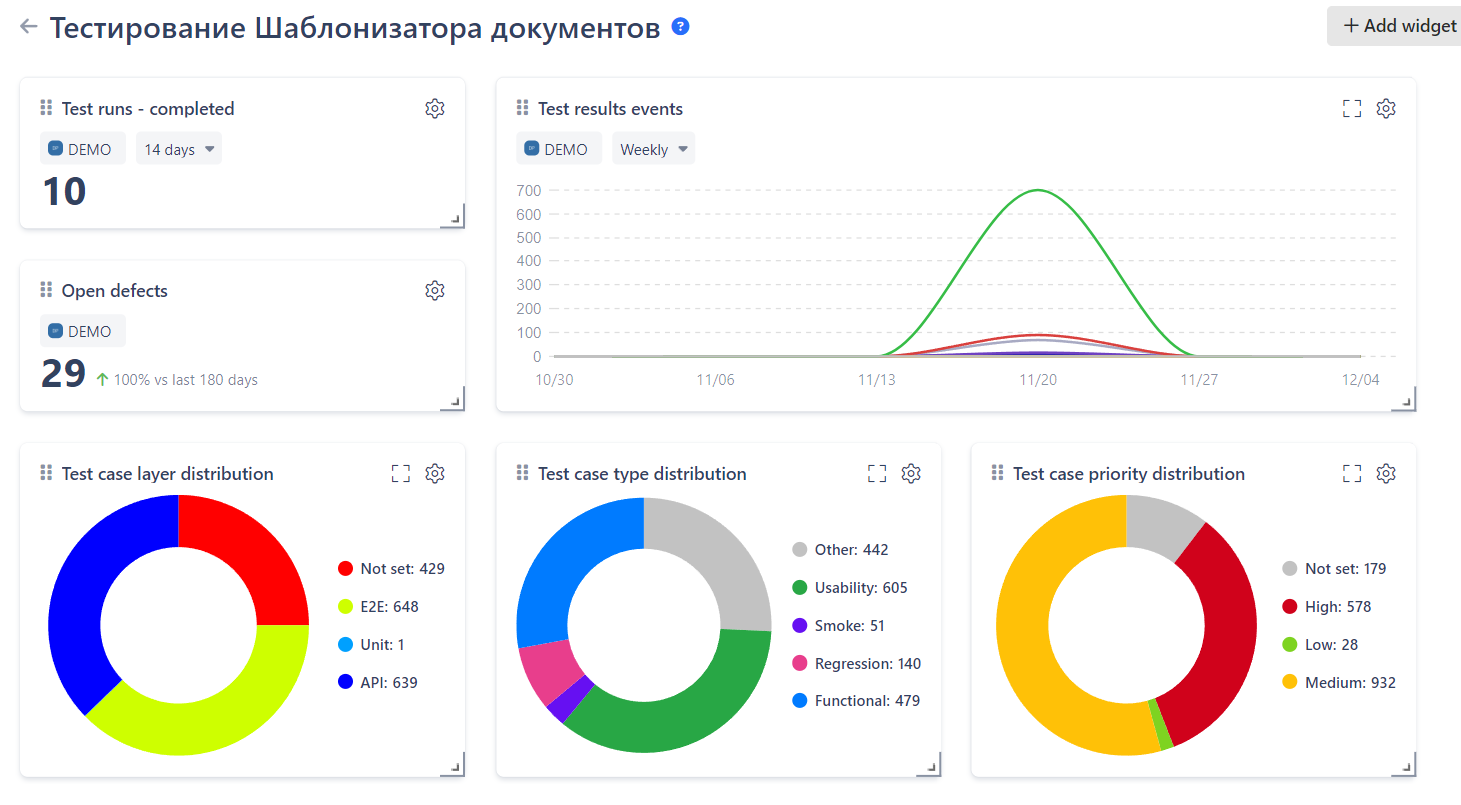 Тестирование Шаблонизатора документов ?
+ Add widget
Test runs - completed
DEMO 14 days
10
Test results events
DEMO Weekly
700
600
500
400
300
200
100
0
10/30 11/06 11/13 11/20 11/27 12/04
Open defects
DEMO
29 ↑ 100% vs last 180 days
Test case layer distribution
Not set: 429
E2E: 648
Unit: 1
API: 639
Test case type distribution
Other: 442
Usability: 605
Smoke: 51
Regression: 140
Functional: 479
Test case priority distribution
Not set: 179
High: 578
Low: 28
Medium: 932